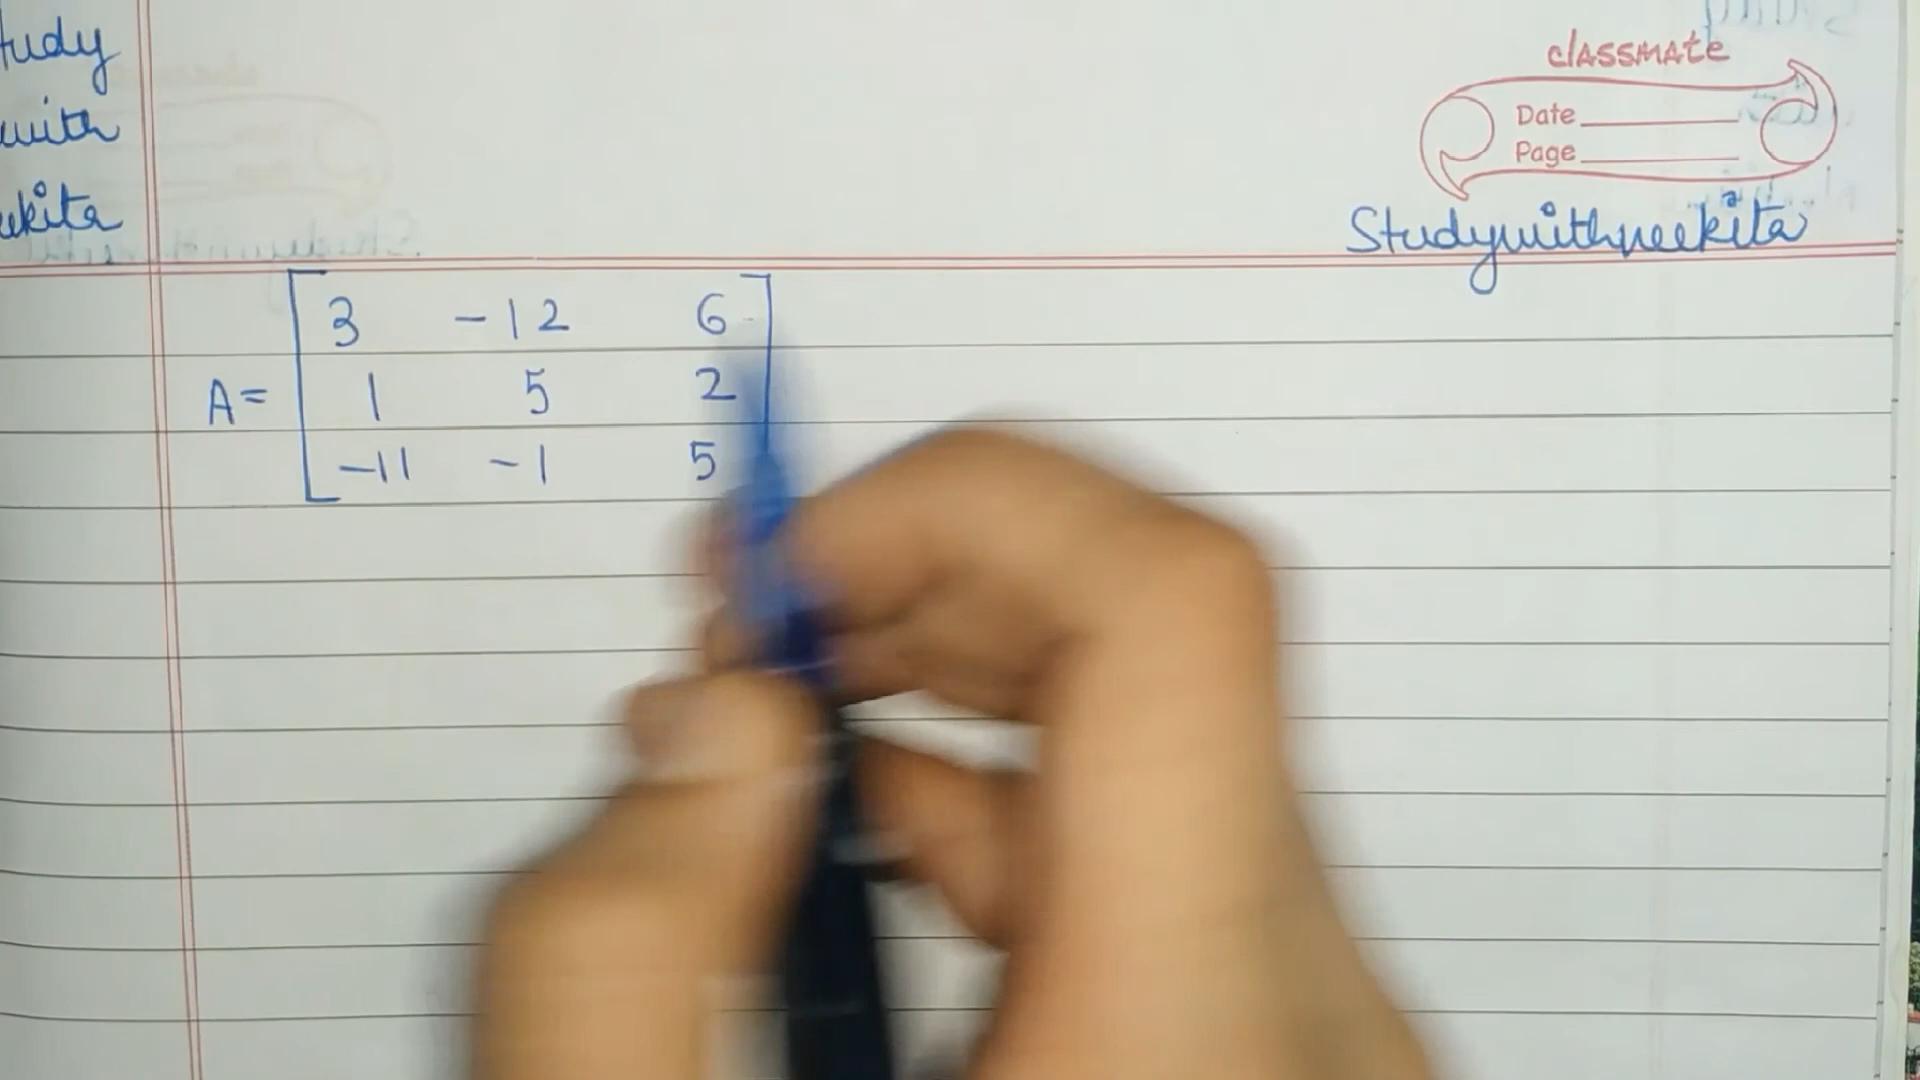 tudy
with
ekita
classmate
Date
Page
Studywithneekita
3 -12 6
A= 1 5 2
-11 -1 5